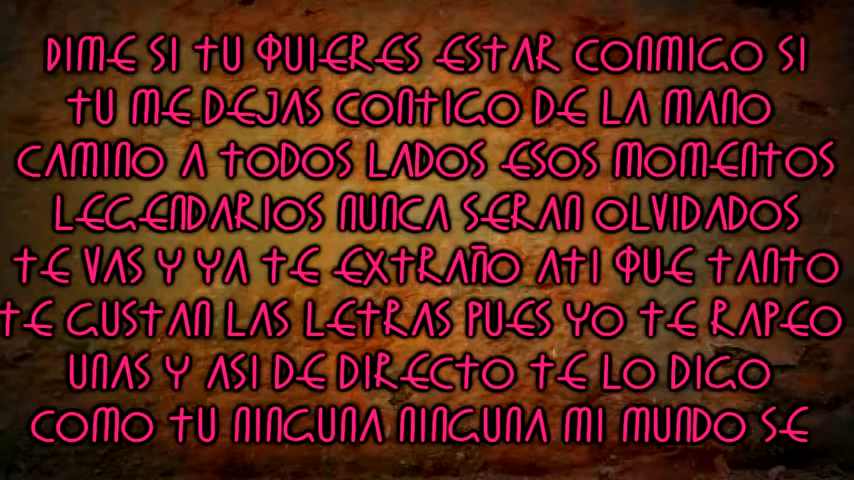 DIME SI TU QUIERES ESTAR CONMIGO SI
TU ME DEJAS CONTIGO DE LA MANO
CAMINO A TODOS LADOS ESOS MOMENTOS
LEGENDARIOS NUNCA SERAN OLVIDADOS
TE VAS Y YA TE EXTRAÑO ATI QUE TANTO
TE GUSTAN LAS LETRAS PUES YO TE RAPEO
UNAS Y ASI DE DIRECTO TE LO DIGO
COMO TU NINGUNA NINGUNA MI MUNDO SE